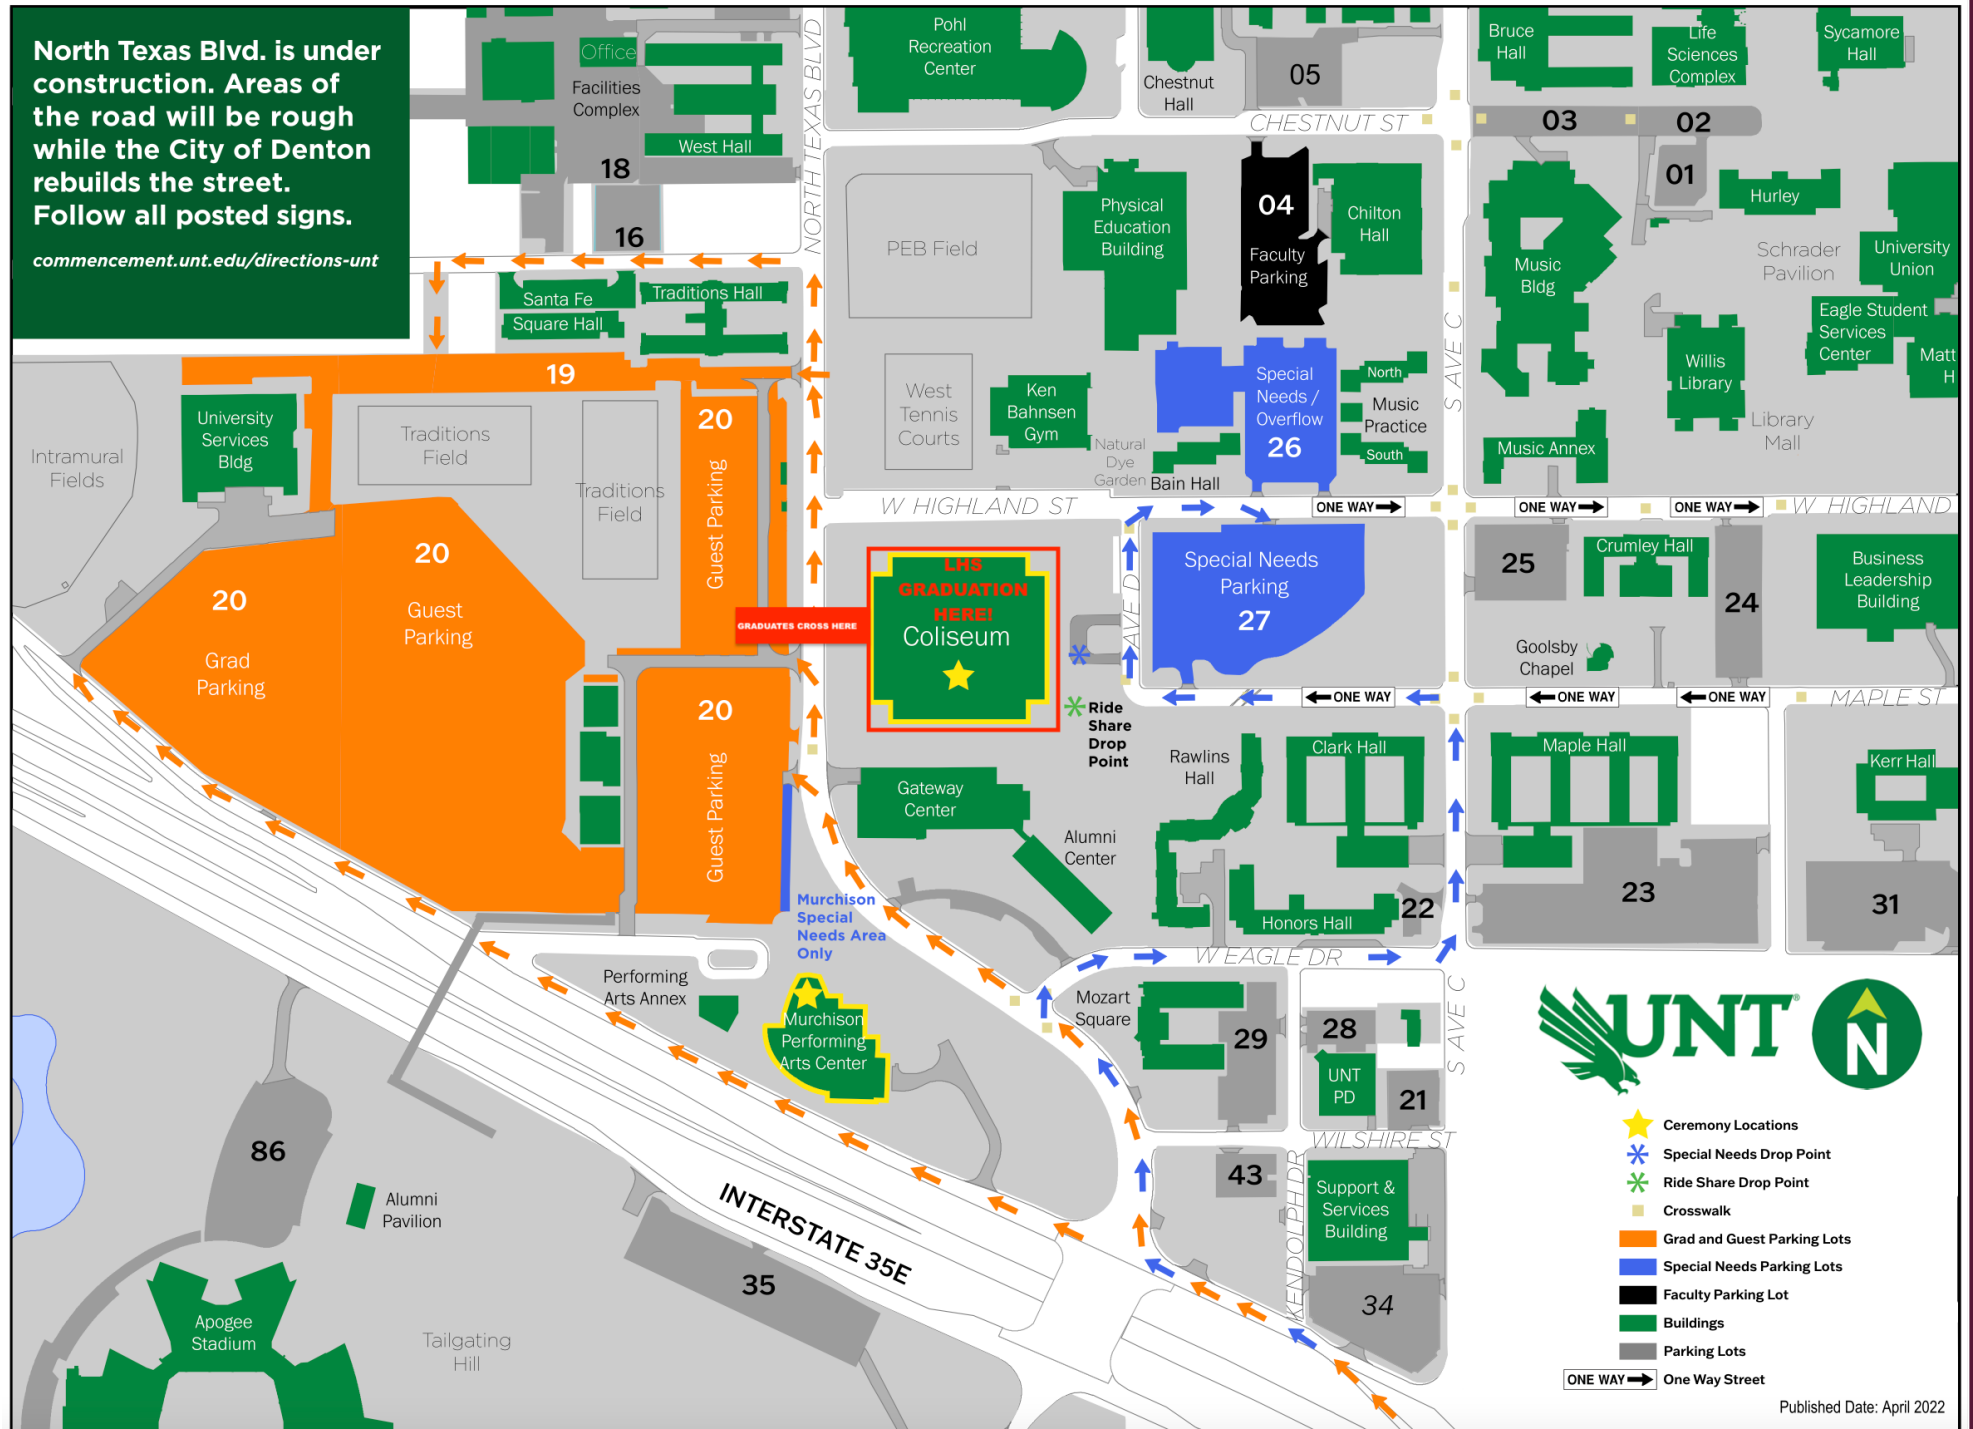 North Texas Blvd. is under
construction. Areas of
the road will be rough
while the City of Denton
rebuilds the street.
Follow all posted signs.
commencement.unt.edu/directions-unt
Office
Facilities
Complex
West Hall
18
16
NORTH TEXAS BLVD
Pohl
Recreation
Center
Chestnut
Hall
05
CHESTNUT ST
Bruce
Hall
Life
Sciences
Complex
Sycamore
Hall
03
02
01
Hurley
PEB Field
Physical
Education
Building
04
Faculty
Parking
Chilton
Hall
Music
Bldg
Schrader
Pavilion
University
Union
Eagle Student
Services
Center
Matt
H
Willis
Library
Library
Mall
Santa Fe
Square Hall
Traditions Hall
19
University
Services
Bldg
Intramural
Fields
Traditions
Field
Traditions
Field
20
Guest Parking
West
Tennis
Courts
Ken
Bahnsen
Gym
Natural
Dye
Garden
Bain Hall
Special
Needs /
Overflow
26
North
Music
Practice
South
S AVE C
Music Annex
W HIGHLAND ST
ONE WAY
ONE WAY
ONE WAY
W HIGHLAND
20
Grad
Parking
20
Guest
Parking
GRADUATES CROSS HERE
LHS
GRADUATION
HERE!
Coliseum
AVE D
Special Needs
Parking
27
25
Crumley Hall
24
Business
Leadership
Building
Goolsby
Chapel
ONE WAY
ONE WAY
ONE WAY
MAPLE ST
20
Guest Parking
Ride
Share
Drop
Point
Gateway
Center
Alumni
Center
Rawlins
Hall
Clark Hall
Maple Hall
Kerr Hall
Murchison
Special
Needs Area
Only
Honors Hall
22
23
31
W EAGLE DR
Performing
Arts Annex
Murchison
Performing
Arts Center
Mozart
Square
29
28
UNT
PD
21
S AVE C
WILSHIRE ST
43
KENDOLPH DR
Support &
Services
Building
34
INTERSTATE 35E
86
Alumni
Pavilion
35
Apogee
Stadium
Tailgating
Hill
UNT®
N
Ceremony Locations
Special Needs Drop Point
Ride Share Drop Point
Crosswalk
Grad and Guest Parking Lots
Special Needs Parking Lots
Faculty Parking Lot
Buildings
Parking Lots
ONE WAY One Way Street
Published Date: April 2022